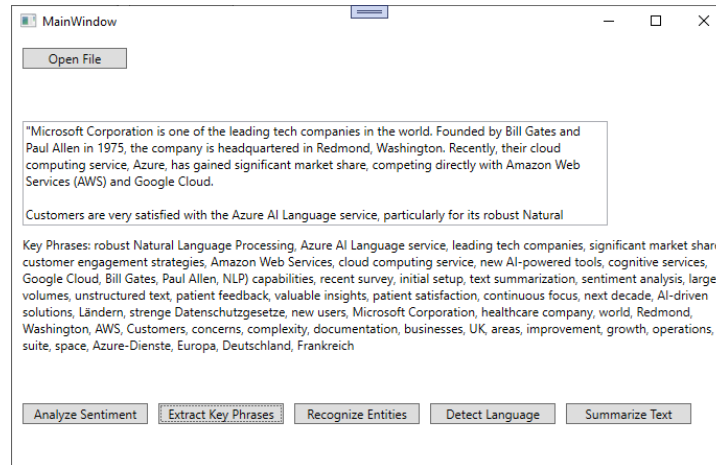 MainWindow
Open File
"Microsoft Corporation is one of the leading tech companies in the world. Founded by Bill Gates and
Paul Allen in 1975, the company is headquartered in Redmond, Washington. Recently, their cloud
computing service, Azure, has gained significant market share, competing directly with Amazon Web
Services (AWS) and Google Cloud.
Customers are very satisfied with the Azure AI Language service, particularly for its robust Natural
Key Phrases: robust Natural Language Processing, Azure AI Language service, leading tech companies, significant market share
customer engagement strategies, Amazon Web Services, cloud computing service, new AI-powered tools, cognitive services,
Google Cloud, Bill Gates, Paul Allen, NLP) capabilities, recent survey, initial setup, text summarization, sentiment analysis, large
volumes, unstructured text, patient feedback, valuable insights, patient satisfaction, continuous focus, next decade, AI-driven
solutions, Ländern, strenge Datenschutzgesetze, new users, Microsoft Corporation, healthcare company, world, Redmond,
Washington, AWS, Customers, concerns, complexity, documentation, businesses, UK, areas, improvement, growth, operations,
suite, space, Azure-Dienste, Europa, Deutschland, Frankreich
Analyze Sentiment Extract Key Phrases Recognize Entities Detect Language Summarize Text